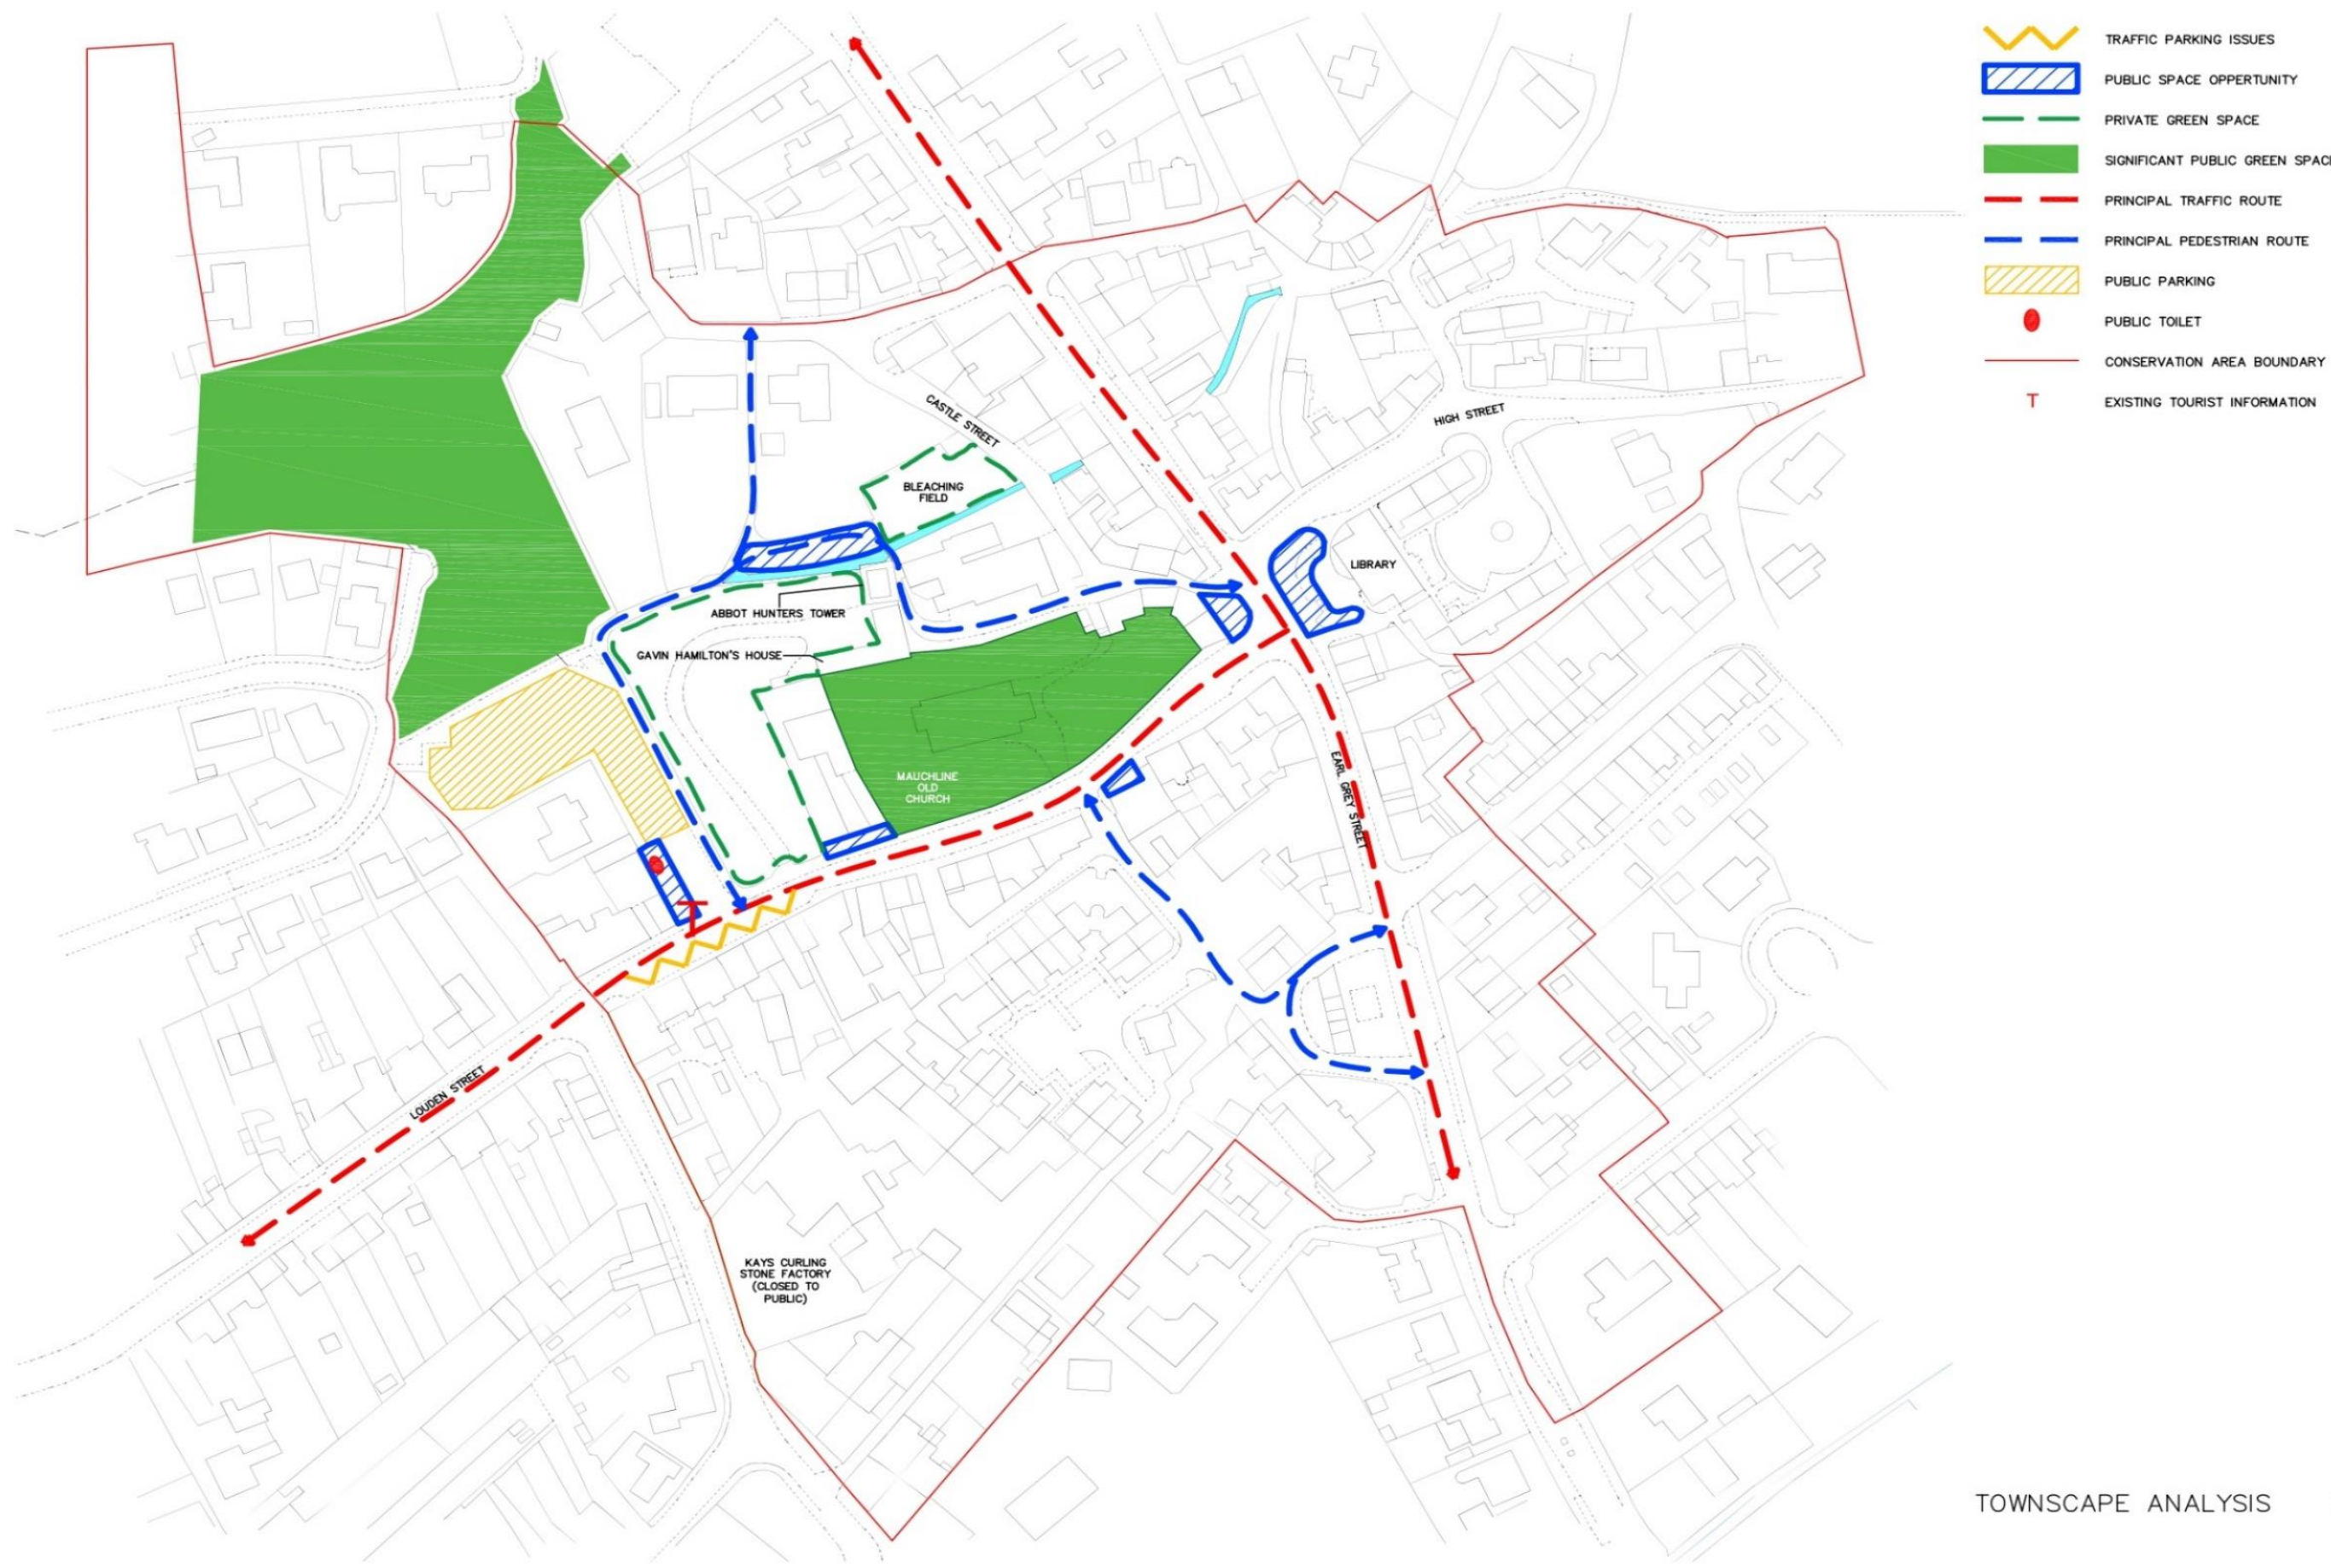 TRAFFIC PARKING ISSUES
PUBLIC SPACE OPPERTUNITY
PRIVATE GREEN SPACE
SIGNIFICANT PUBLIC GREEN SPAC
PRINCIPAL TRAFFIC ROUTE
PRINCIPAL PEDESTRIAN ROUTE
PUBLIC PARKING
PUBLIC TOILET
CONSERVATION AREA BOUNDARY
T
EXISTING TOURIST INFORMATION
CASTLE STREET
HIGH STREET
BLEACHING
FIELD
LIBRARY
ABBOT HUNTERS TOWER
GAVIN HAMILTON'S HOUSE
MAUCHLINE
OLD
CHURCH
EARL GREY STREET
T
LOUDEN STREET
KAYS CURLING
STONE FACTORY
(CLOSED TO
PUBLIC)
TOWNSCAPE ANALYSIS